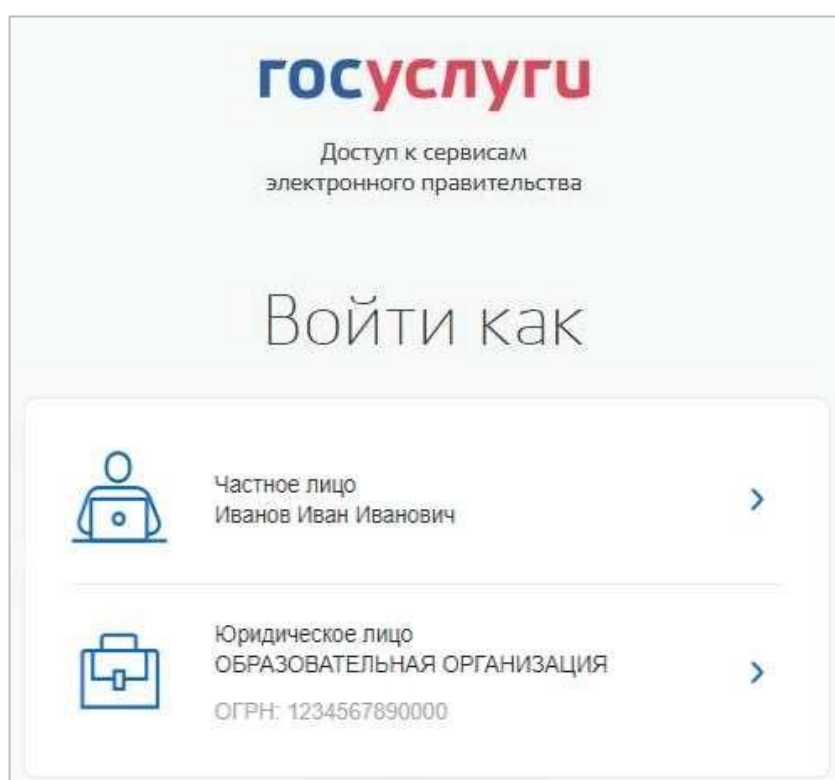 госуслуги
Доступ к сервисам
электронного правительства
Войти как
Частное лицо
Иванов Иван Иванович
Юридическое лицо
ОБРАЗОВАТЕЛЬНАЯ ОРГАНИЗАЦИЯ
ОГРН: 1234567890000